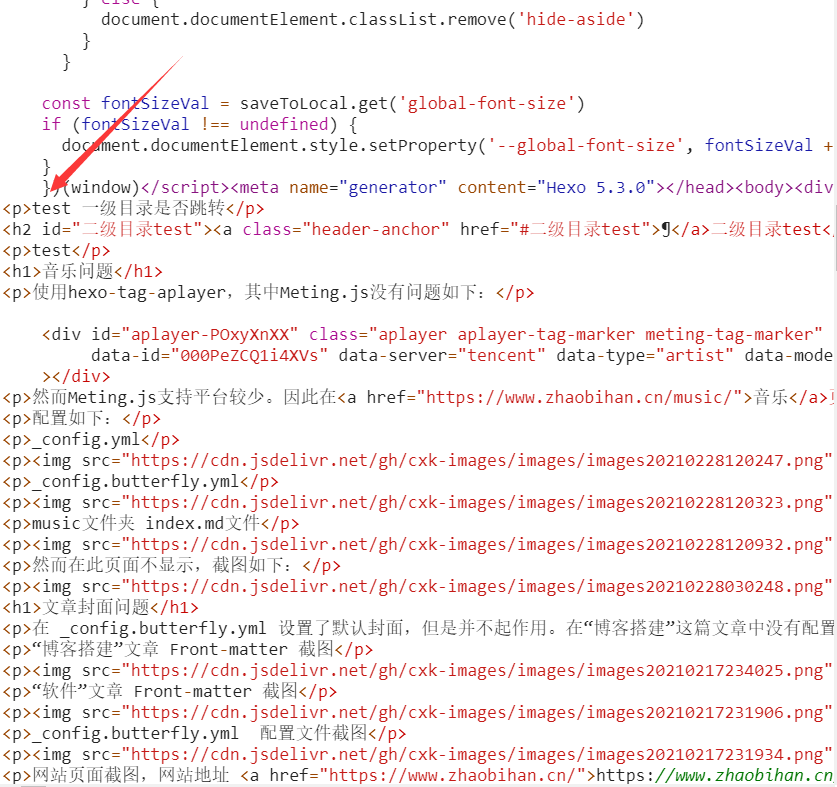 } else {
document.documentElement.classList.remove('hide-aside')
}
}
const fontSizeVal = saveToLocal.get('global-font-size')
if (fontSizeVal !== undefined) {
document.documentElement.style.setProperty('--global-font-size', fontSizeVal +
}
})(window)</script><meta name="generator" content="Hexo 5.3.0"></head><body><div
<p>test 一级目录是否跳转</p>
<h2 id="二级目录test"><a class="header-anchor" href="#二级目录test">¶</a>二级目录test<
<p>test</p>
<h1>音乐问题</h1>
<p>使用hexo-tag-aplayer，其中Meting.js没有问题如下：</p>
<div id="aplayer-POxyXnXX" class="aplayer aplayer-tag-marker meting-tag-marker"
data-id="000PeZCQ1i4XVs" data-server="tencent" data-type="artist" data-mode
></div>
<p>然而Meting.js支持平台较少。因此在<a href="https://www.zhaobihan.cn/music/">音乐</a>
<p>配置如下：</p>
<p>_config.yml</p>
<p><img src="https://cdn.jsdelivr.net/gh/cxk-images/images/images20210228120247.png"
<p>_config.butterfly.yml</p>
<p><img src="https://cdn.jsdelivr.net/gh/cxk-images/images/images20210228120323.png"
<p>music文件夹 index.md文件</p>
<p><img src="https://cdn.jsdelivr.net/gh/cxk-images/images/images20210228120932.png"
<p>然而在此页面不显示，截图如下：</p>
<p><img src="https://cdn.jsdelivr.net/gh/cxk-images/images/images20210228030248.png"
<h1>文章封面问题</h1>
<p>在 _config.butterfly.yml 设置了默认封面，但是并不起作用。在“博客搭建”这篇文章中没有配置
<p>“博客搭建”文章 Front-matter 截图</p>
<p><img src="https://cdn.jsdelivr.net/gh/cxk-images/images/images20210217234025.png"
<p>“软件”文章 Front-matter 截图</p>
<p><img src="https://cdn.jsdelivr.net/gh/cxk-images/images/images20210217231906.png"
<p>_config.butterfly.yml  配置文件截图</p>
<p><img src="https://cdn.jsdelivr.net/gh/cxk-images/images/images20210217231934.png"
<p>网站页面截图，网站地址 <a href="https://www.zhaobihan.cn/">https://www.zhaobihan.cn